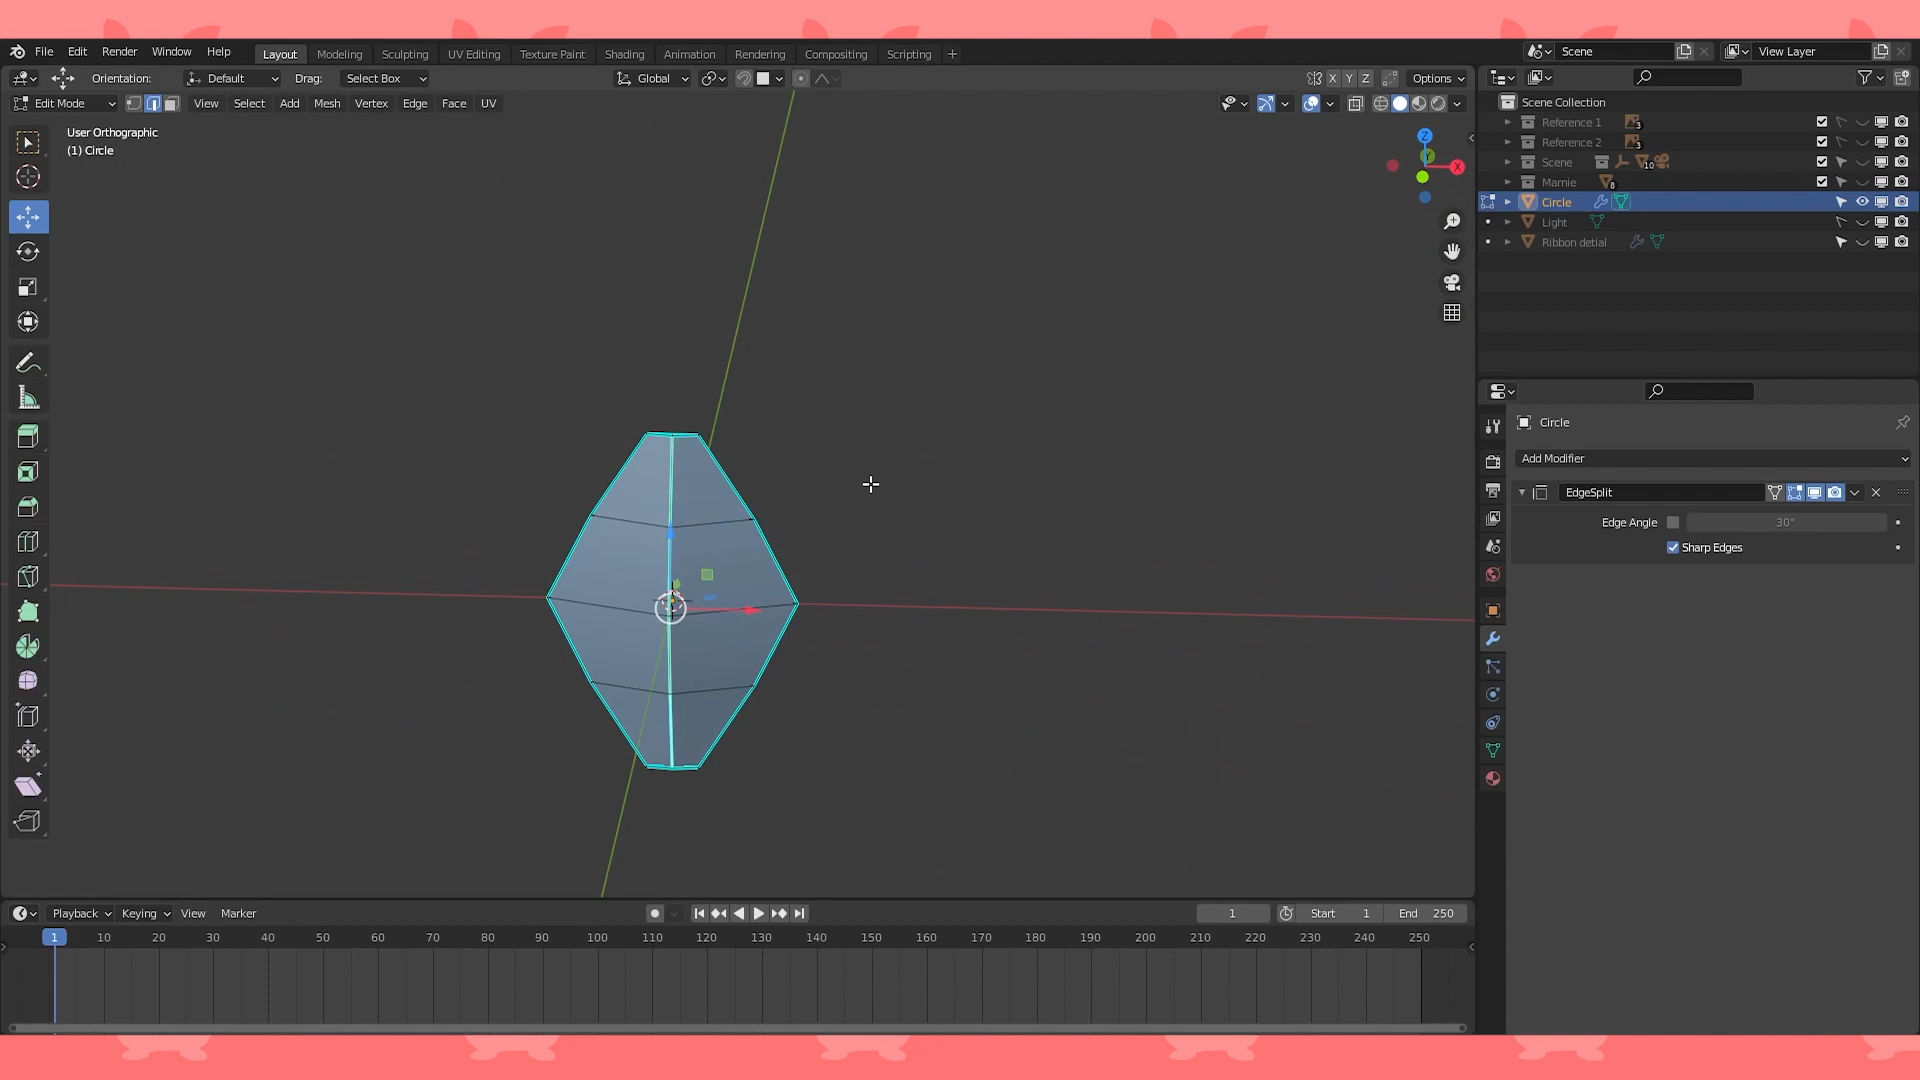 File Edit Render Window Help Layout Modeling Sculpting UV Editing Texture Paint Shading Animation Rendering Compositing Scripting + Scene View Layer
Orientation: Default Drag: Select Box Global X Y Z Options
Edit Mode View Select Add Mesh Vertex Edge Face UV
User Orthographic
(1) Circle
Z
Y
X
Scene Collection
Reference 1 3
Reference 2 3
Scene 10
Marnie 8
Circle
Light
Ribbon detial
Circle
Add Modifier
EdgeSplit
Edge Angle 30°
Sharp Edges
Playback Keying View Marker 1 Start 1 End 250
1 10 20 30 40 50 60 70 80 90 100 110 120 130 140 150 160 170 180 190 200 210 220 230 240 250